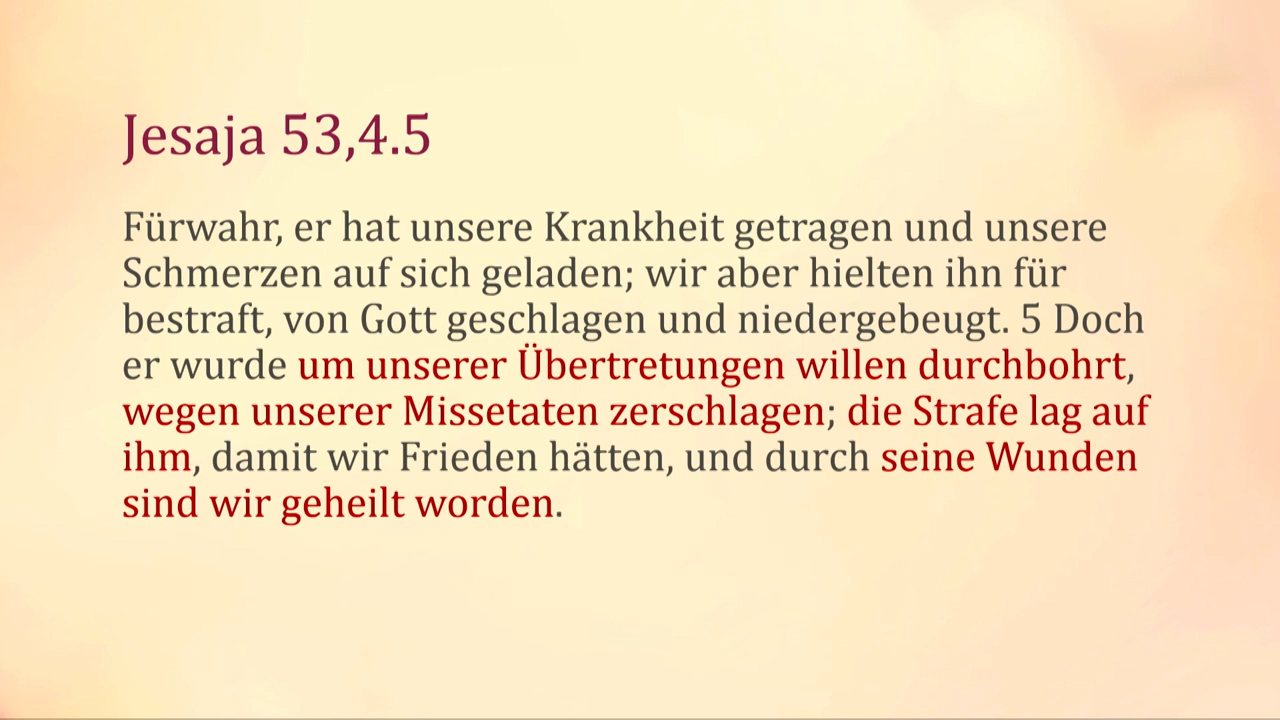 Jesaja 53,4.5
Fürwahr, er hat unsere Krankheit getragen und unsere
Schmerzen auf sich geladen; wir aber hielten ihn für
bestraft, von Gott geschlagen und niedergebeugt. 5 Doch
er wurde um unserer Übertretungen willen durchbohrt,
wegen unserer Missetaten zerschlagen; die Strafe lag auf
ihm, damit wir Frieden hätten, und durch seine Wunden
sind wir geheilt worden.